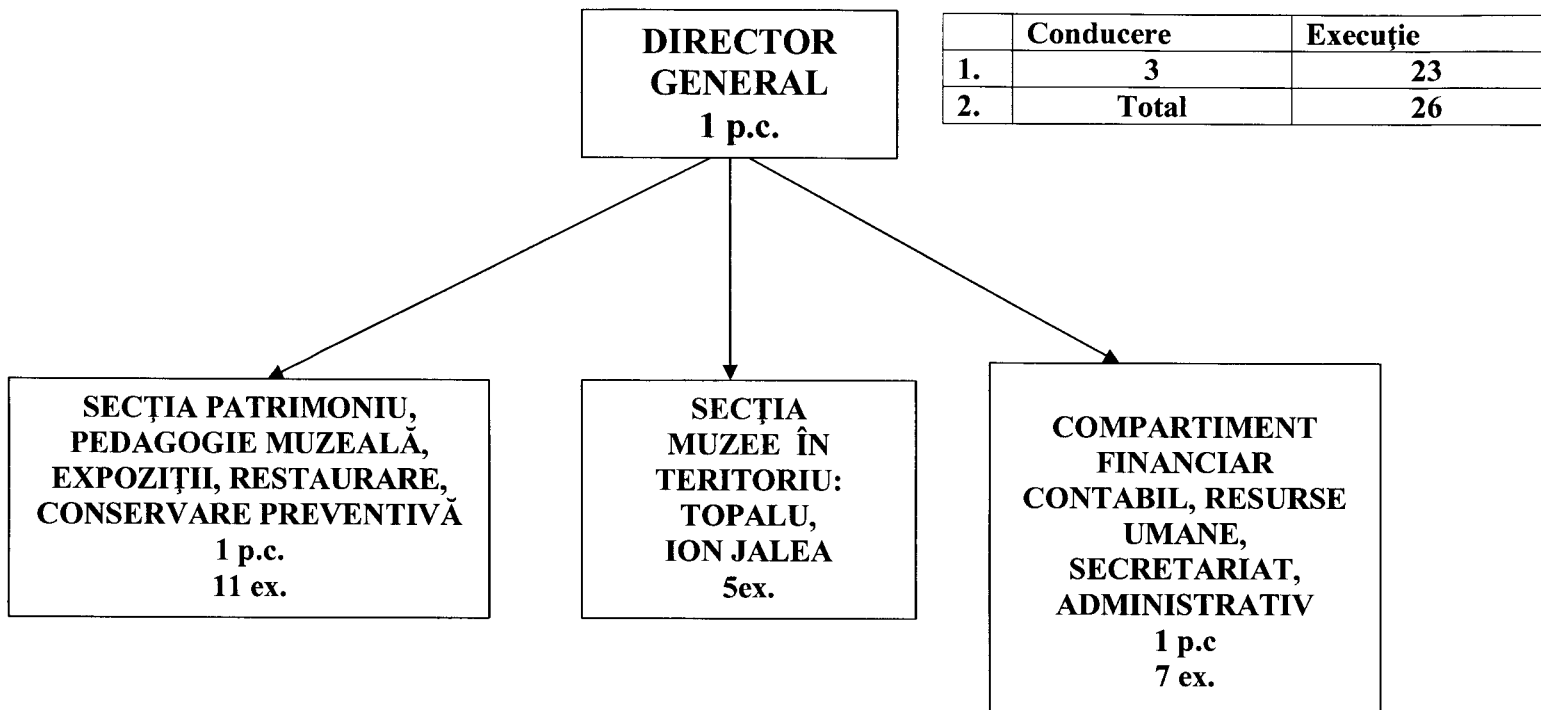 DIRECTOR
GENERAL
1 p.c.
Conducere Execuţie
1. 3 23
2. Total 26
SECŢIA PATRIMONIU,
PEDAGOGIE MUZEALĂ,
EXPOZIŢII, RESTAURARE,
CONSERVARE PREVENTIVĂ
1 p.c.
11 ex.
SECŢIA
MUZEE ÎN
TERITORIU:
TOPALU,
ION JALEA
5ex.
COMPARTIMENT
FINANCIAR
CONTABIL, RESURSE
UMANE,
SECRETARIAT,
ADMINISTRATIV
1 p.c
7 ex.